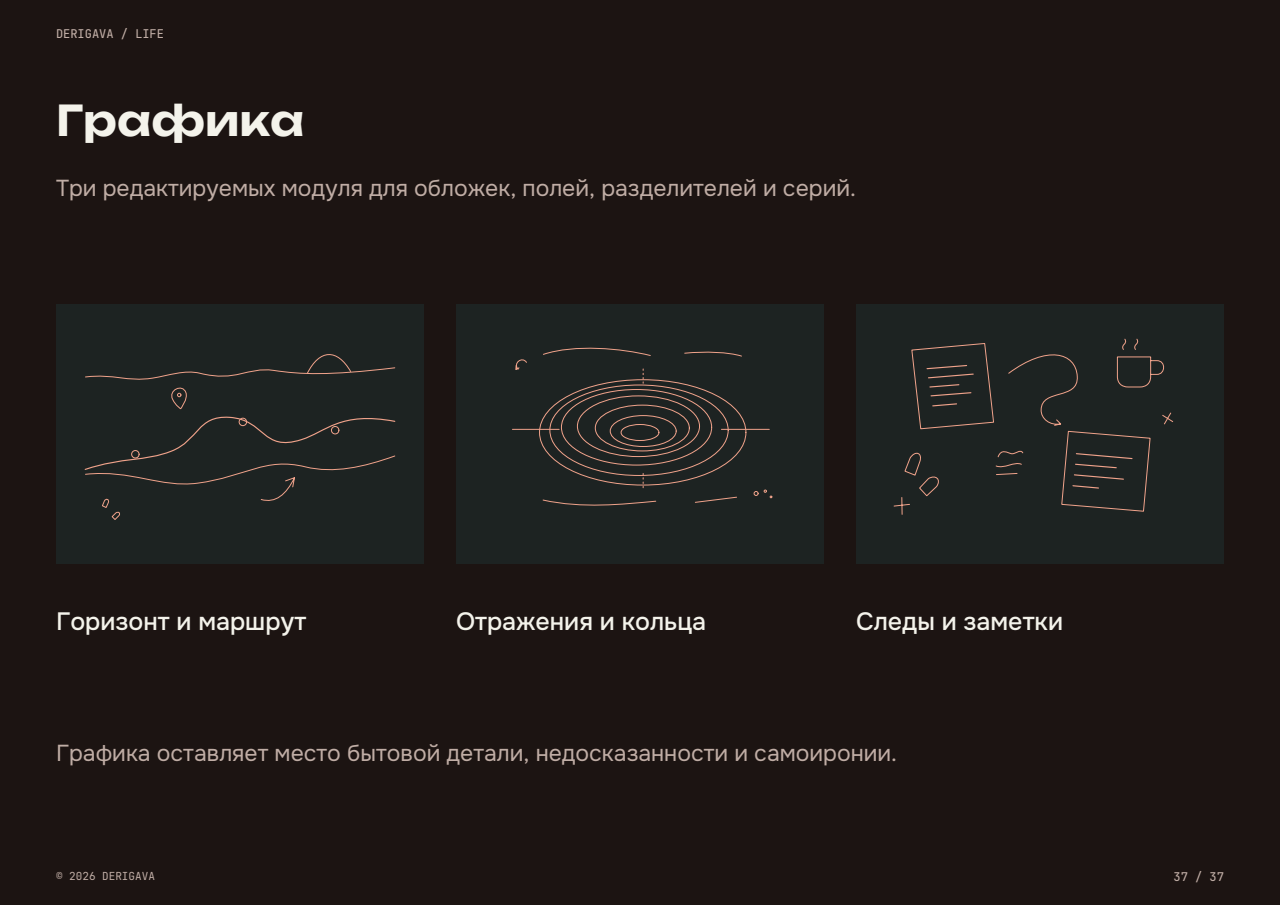 DERIGAVA / LIFE
Графика
Три редактируемых модуля для обложек, полей, разделителей и серий.
Горизонт и маршрут
Отражения и кольца
Следы и заметки
Графика оставляет место бытовой детали, недосказанности и самоиронии.
© 2026 DERIGAVA
37 / 37